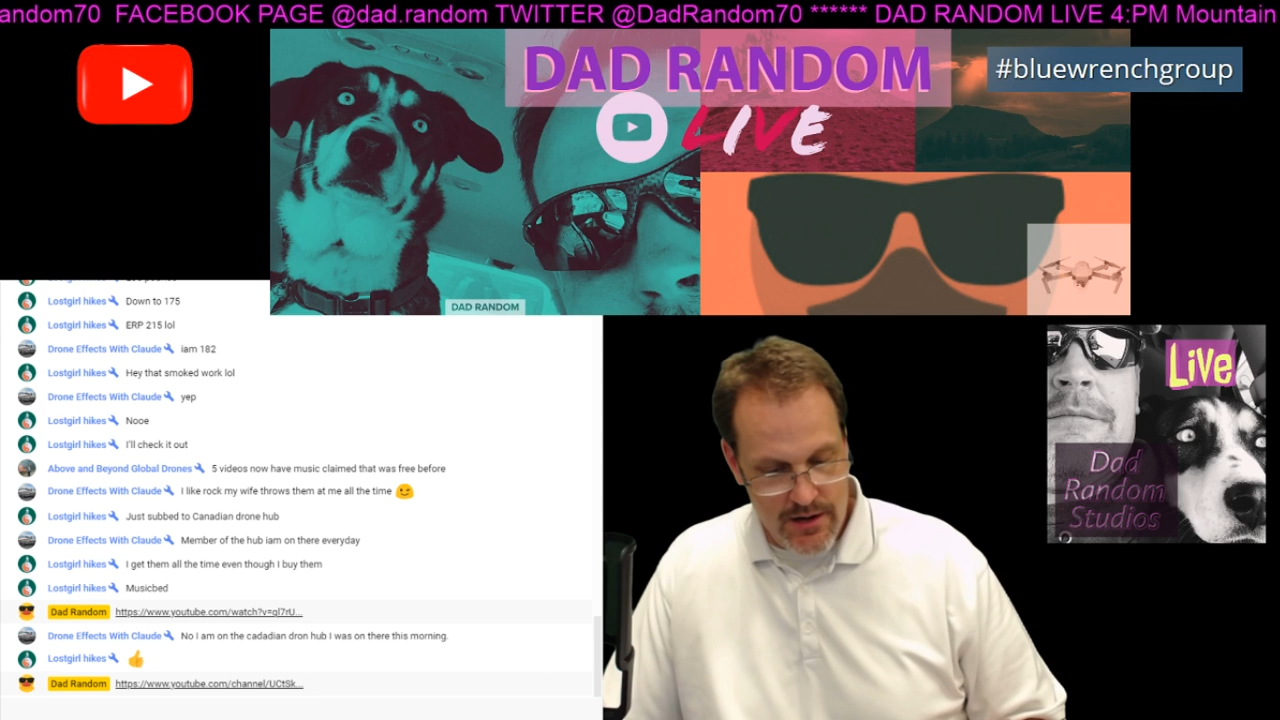 andom70 FACEBOOK PAGE @dad.random TWITTER @DadRandom70 ****** DAD RANDOM LIVE 4:PM Mountain
DAD RANDOM
LIVE
#bluewrenchgroup
DAD RANDOM
Lostgirl hikes Down to 175
Lostgirl hikes ERP 215 lol
Drone Effects With Claude iam 182
Lostgirl hikes Hey that smoked work lol
Drone Effects With Claude yep
Lostgirl hikes Nooe
Lostgirl hikes I'll check it out
Above and Beyond Global Drones 5 videos now have music claimed that was free before
Drone Effects With Claude I like rock my wife throws them at me all the time 😉
Lostgirl hikes Just subbed to Canadian drone hub
Drone Effects With Claude Member of the hub iam on there everyday
Lostgirl hikes I get them all the time even though I buy them
Lostgirl hikes Musicbed
Dad Random https://www.youtube.com/watch?v=ql7rU...
Drone Effects With Claude No I am on the cadadian dron hub I was on there this morning.
Lostgirl hikes 👍
Dad Random https://www.youtube.com/channel/UCtSk...
LiVe
Dad
Random
Studios